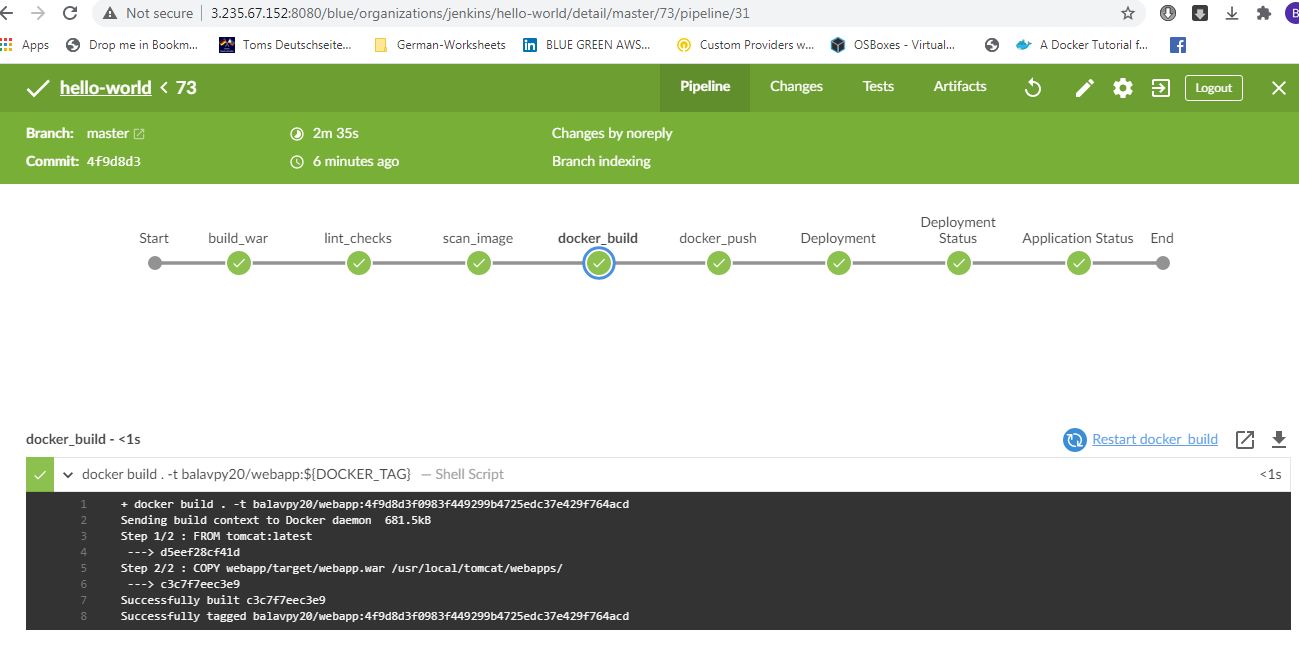 Not secure | 3.235.67.152:8080/blue/organizations/jenkins/hello-world/detail/master/73/pipeline/31
B
Apps Drop me in Bookm... Toms Deutschseite... German-Worksheets BLUE GREEN AWS... Custom Providers w... OSBoxes - Virtual... A Docker Tutorial f...
hello-world < 73 Pipeline Changes Tests Artifacts Logout
Branch: master 2m 35s Changes by noreply
Commit: 4f9d8d3 6 minutes ago Branch indexing
Start build_war lint_checks scan_image docker_build docker_push Deployment Deployment Status Application Status End
docker_build - <1s Restart docker_build
docker build . -t balavpy20/webapp:${DOCKER_TAG} — Shell Script <1s
1 + docker build . -t balavpy20/webapp:4f9d8d3f0983f449299b4725edc37e429f764acd
2 Sending build context to Docker daemon 681.5kB
3 Step 1/2 : FROM tomcat:latest
4 ---> d5eef28cf41d
5 Step 2/2 : COPY webapp/target/webapp.war /usr/local/tomcat/webapps/
6 ---> c3c7f7eec3e9
7 Successfully built c3c7f7eec3e9
8 Successfully tagged balavpy20/webapp:4f9d8d3f0983f449299b4725edc37e429f764acd